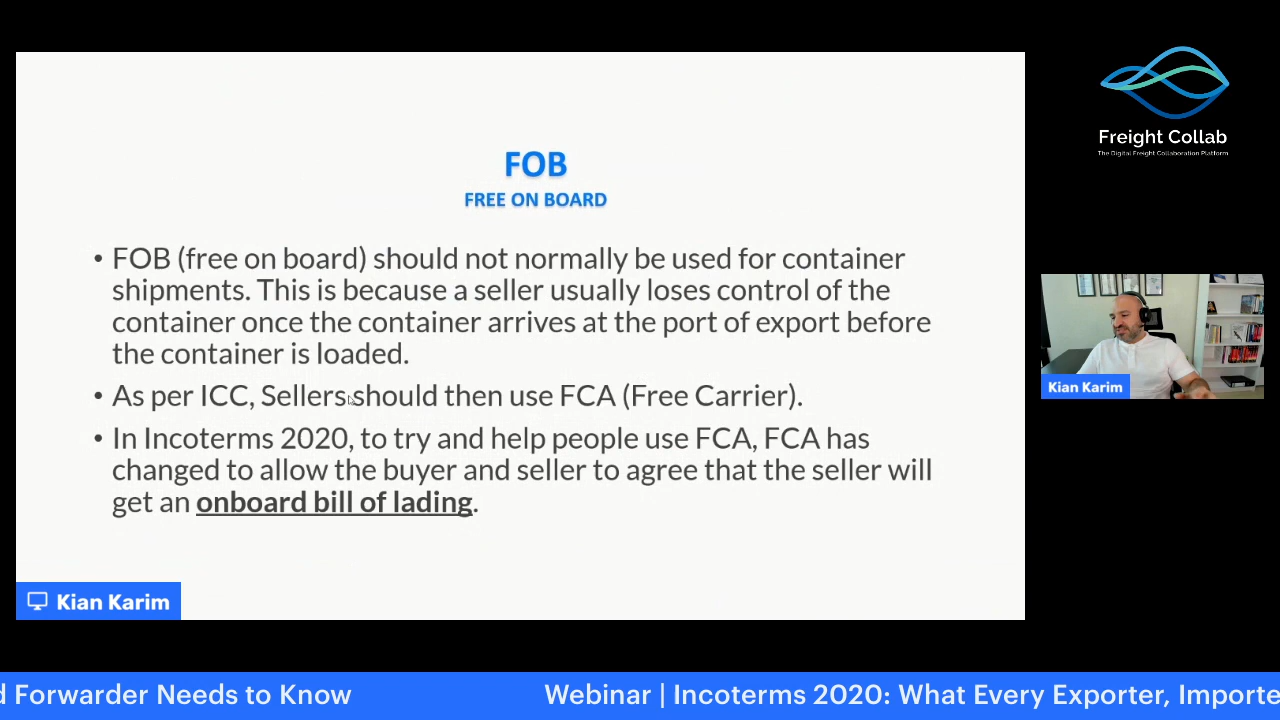 FOB
FREE ON BOARD
• FOB (free on board) should not normally be used for container
shipments. This is because a seller usually loses control of the
container once the container arrives at the port of export before
the container is loaded.
• As per ICC, Sellers should then use FCA (Free Carrier).
• In Incoterms 2020, to try and help people use FCA, FCA has
changed to allow the buyer and seller to agree that the seller will
get an onboard bill of lading.
Kian Karim
Freight Collab
The Digital Freight Collaboration Platform
Kian Karim
d Forwarder Needs to Know
Webinar | Incoterms 2020: What Every Exporter, Importe